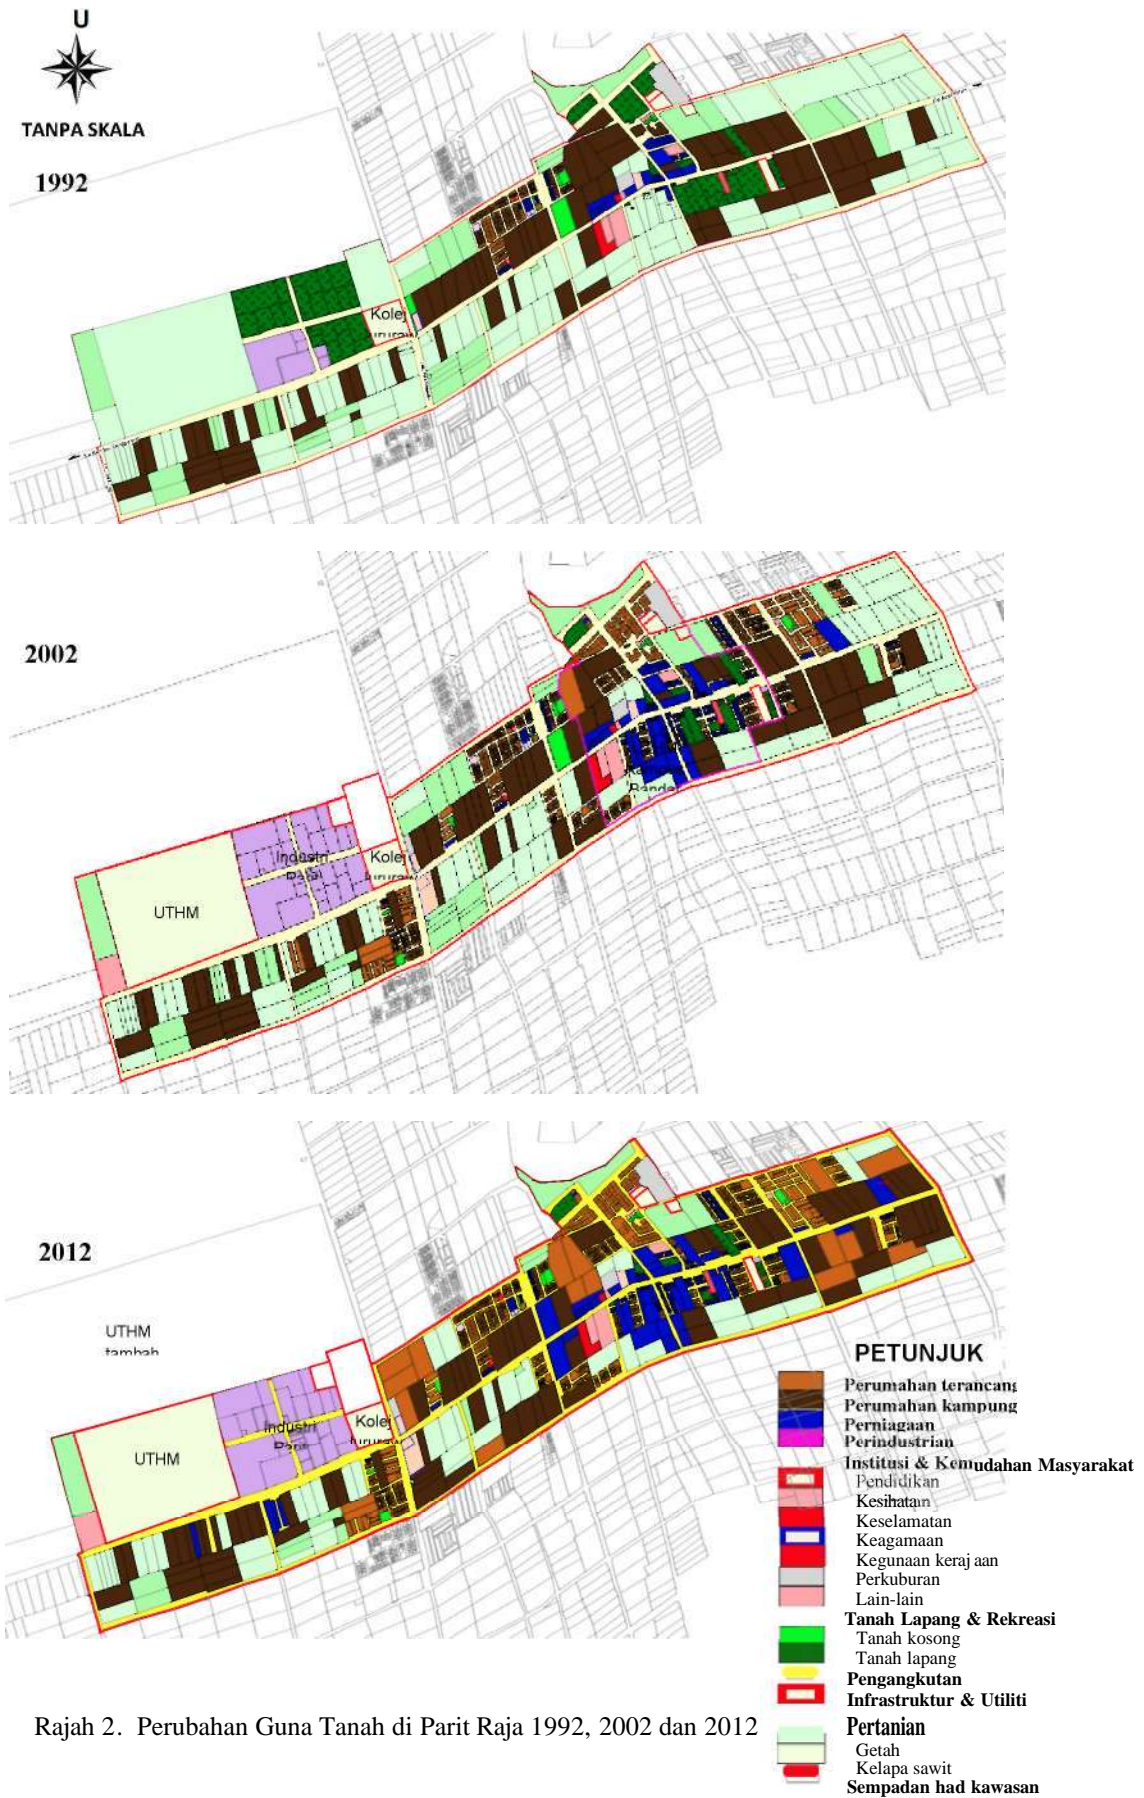 U
TANPA SKALA
1992
Kolej
2002
Industri
Kolej
UTHM
Bandar
2012
UTHM
tambah
Industri
Kolej
UTHM
PETUNJUK
Perumahan terancang
Perumahan kampung
Perniagaan
Perindustrian
Institusi & Kemudahan Masyarakat
Pendidikan
Kesihatan
Keselamatan
Keagamaan
Kegunaan kerajaan
Perkuburan
Lain-lain
Tanah Lapang & Rekreasi
Tanah kosong
Tanah lapang
Pengangkutan
Infrastruktur & Utiliti
Rajah 2. Perubahan Guna Tanah di Parit Raja 1992, 2002 dan 2012
Pertanian
Getah
Kelapa sawit
Sempadan had kawasan